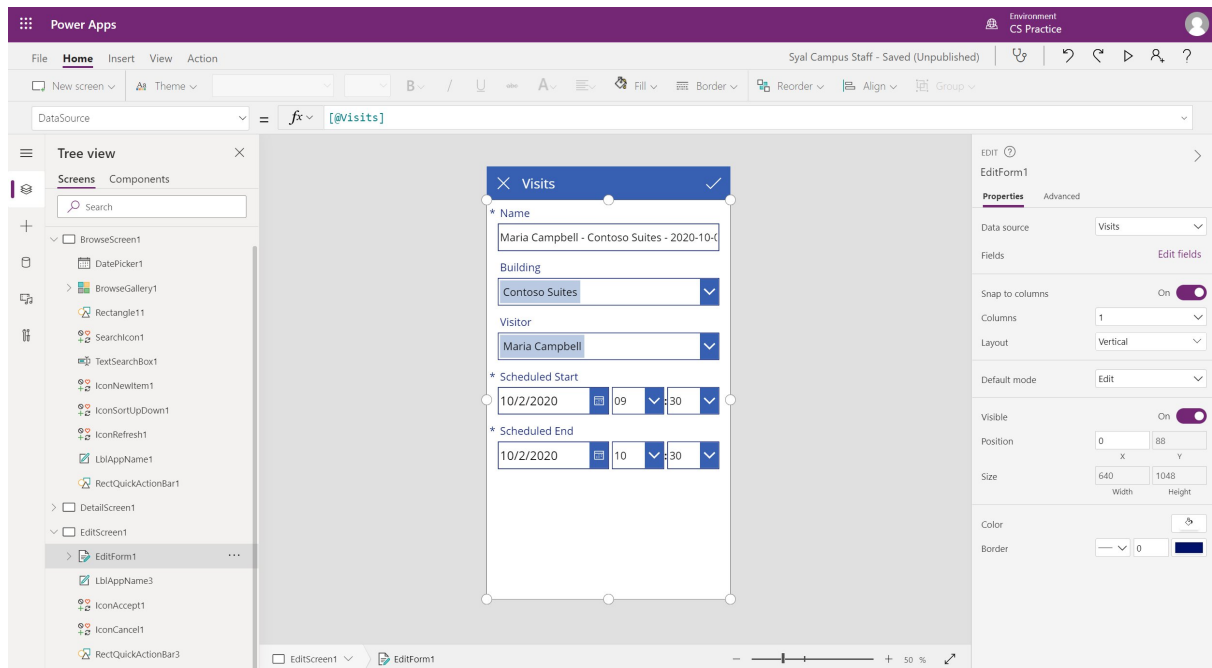 Power Apps
Environment
CS Practice
File Home Insert View Action
Syal Campus Staff - Saved (Unpublished)
New screen Theme B / U A Fill Border Reorder Align Group
DataSource = fx [@Visits]
Tree view
Screens Components
Search
BrowseScreen1
DatePicker1
BrowseGallery1
Rectangle11
SearchIcon1
TextSearchBox1
IconNewItem1
IconSortUpDown1
IconRefresh1
LblAppName1
RectQuickActionBar1
DetailScreen1
EditScreen1
EditForm1
LblAppName3
IconAccept1
IconCancel1
RectQuickActionBar3
Visits
* Name
Maria Campbell - Contoso Suites - 2020-10-0
Building
Contoso Suites
Visitor
Maria Campbell
* Scheduled Start
10/2/2020 09 : 30
* Scheduled End
10/2/2020 10 : 30
EditScreen1 EditForm1
− + 50 %
EDIT ?
EditForm1
Properties Advanced
Data source Visits
Fields Edit fields
Snap to columns On
Columns 1
Layout Vertical
Default mode Edit
Visible On
Position 0 88
X Y
Size 640 1048
Width Height
Color
Border 0